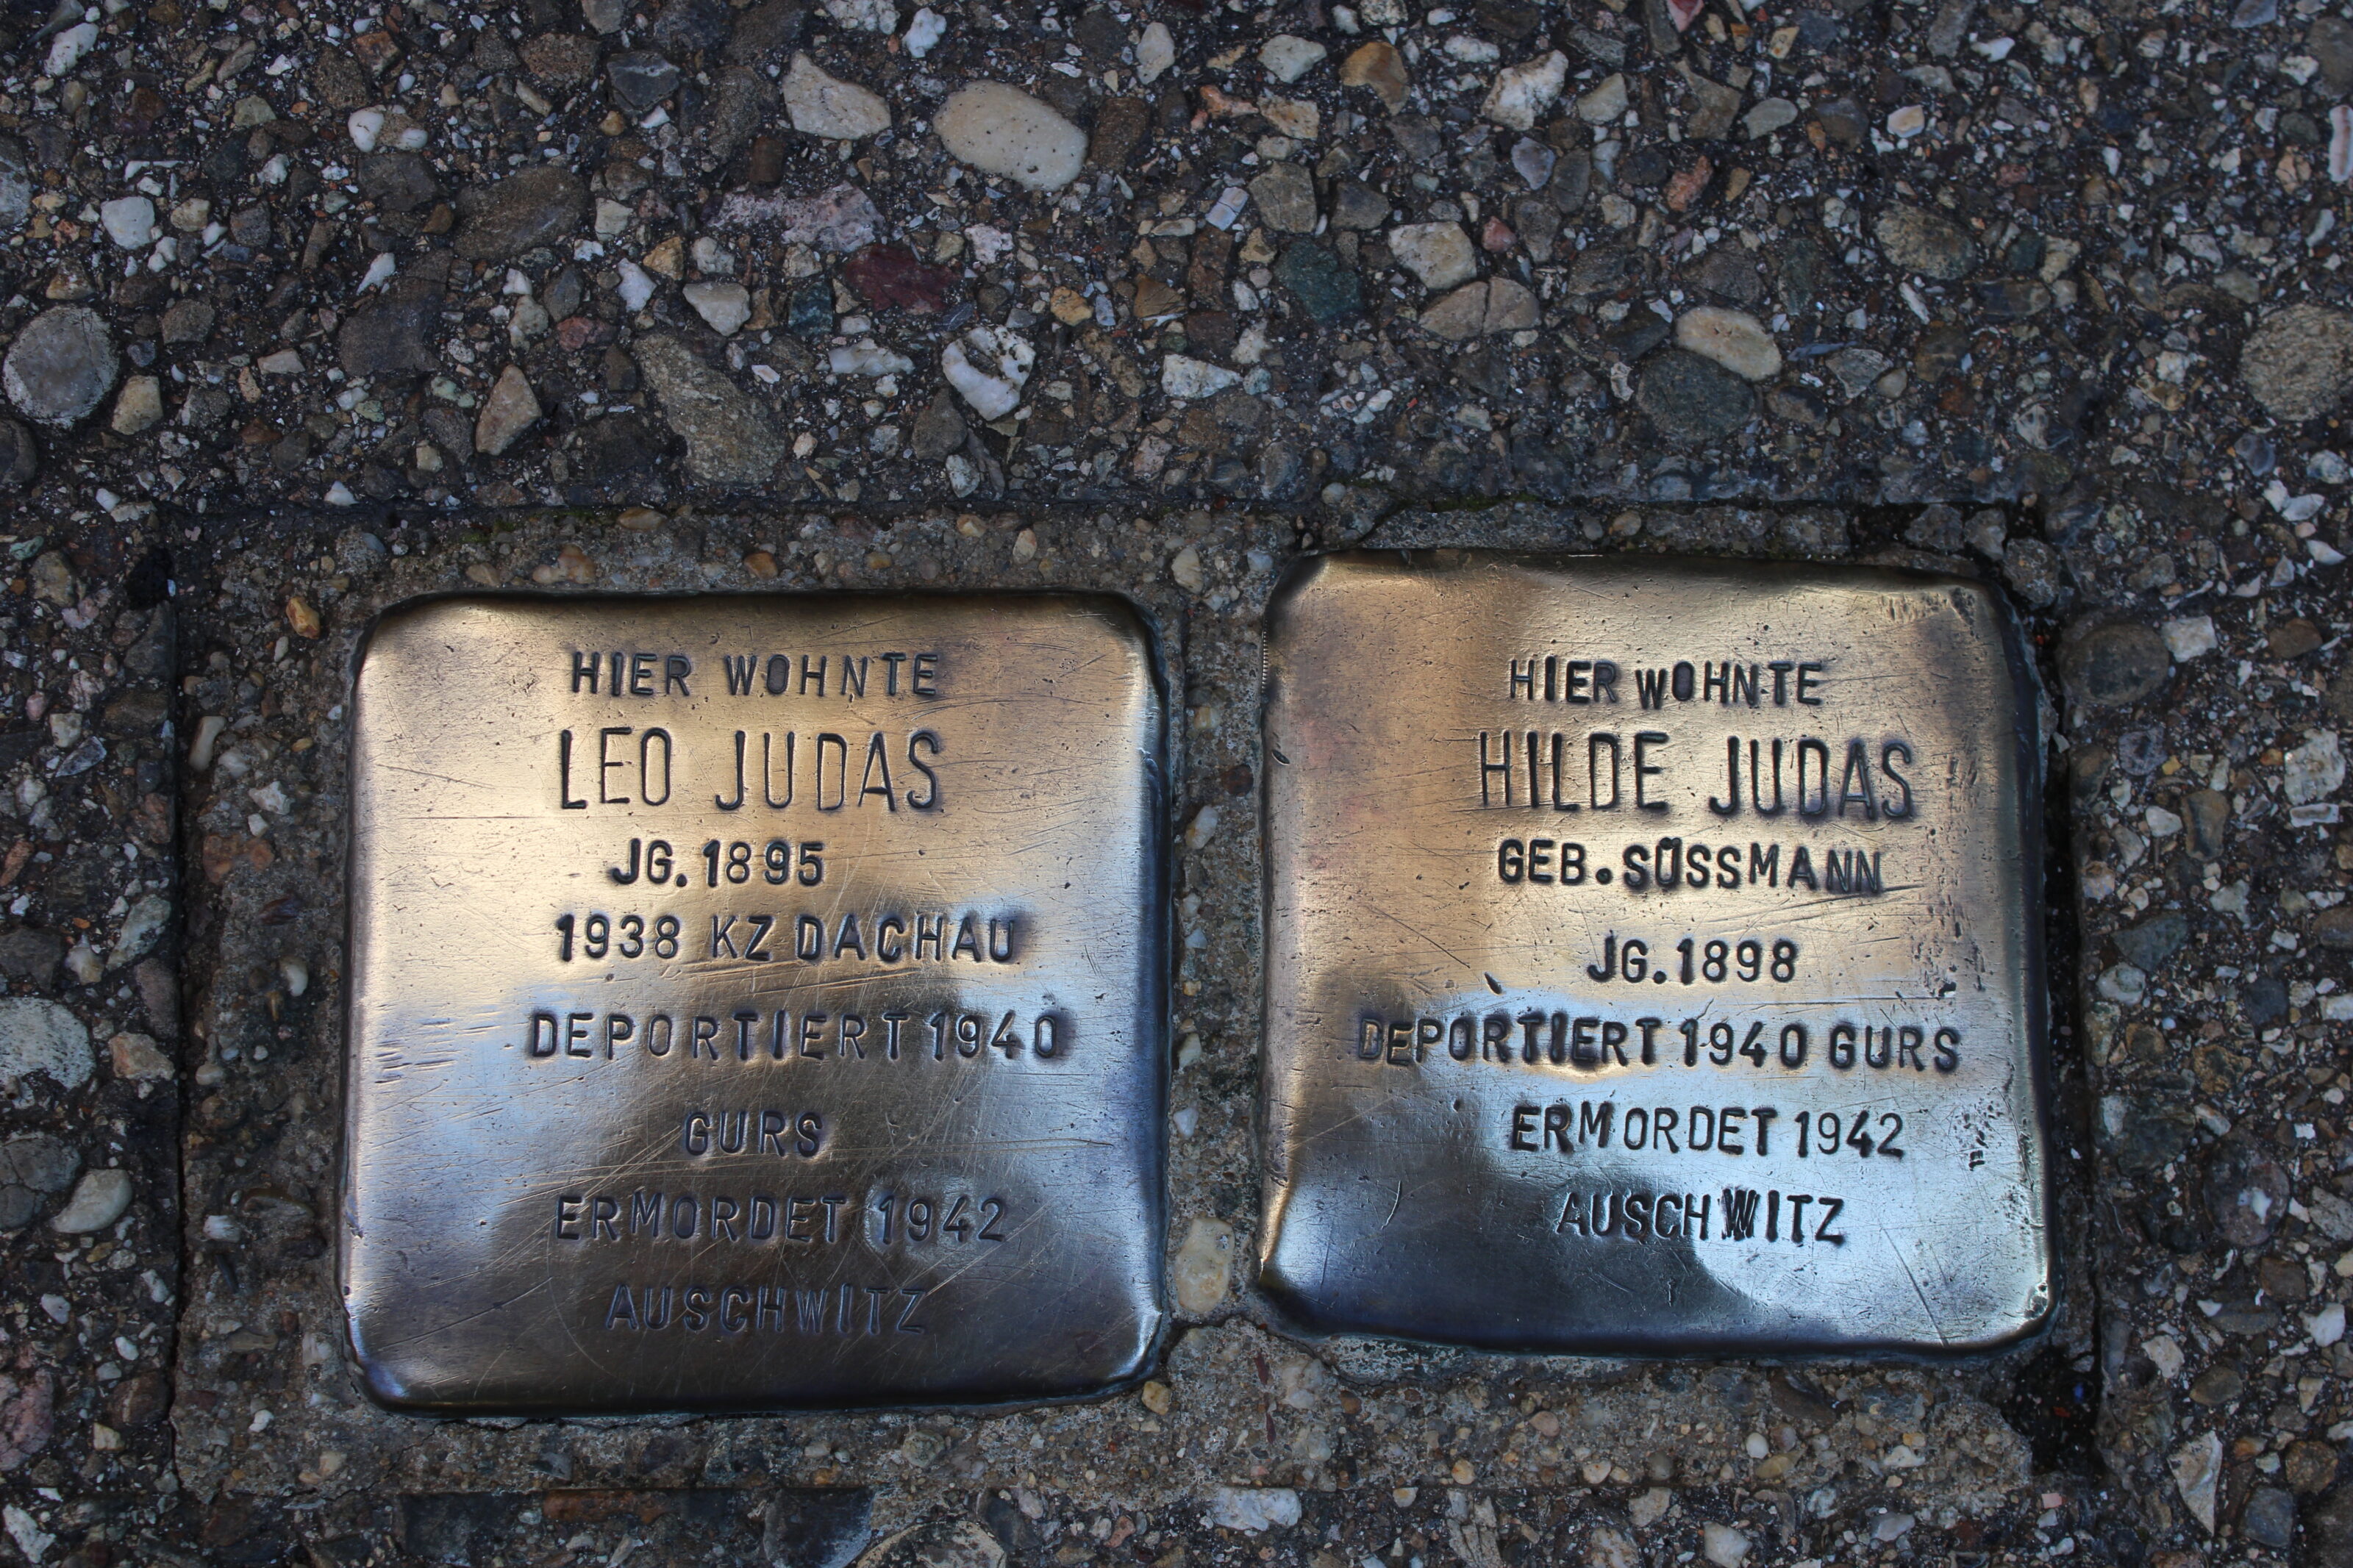 HIER WOHNTE
LEO JUDAS
JG. 1895
1938 KZ DACHAU
DEPORTIERT 1940
GURS
ERMORDET 1942
AUSCHWITZ
HIER WOHNTE
HILDE JUDAS
GEB. SÜSSMANN
JG. 1898
DEPORTIERT 1940 GURS
ERMORDET 1942
AUSCHWITZ